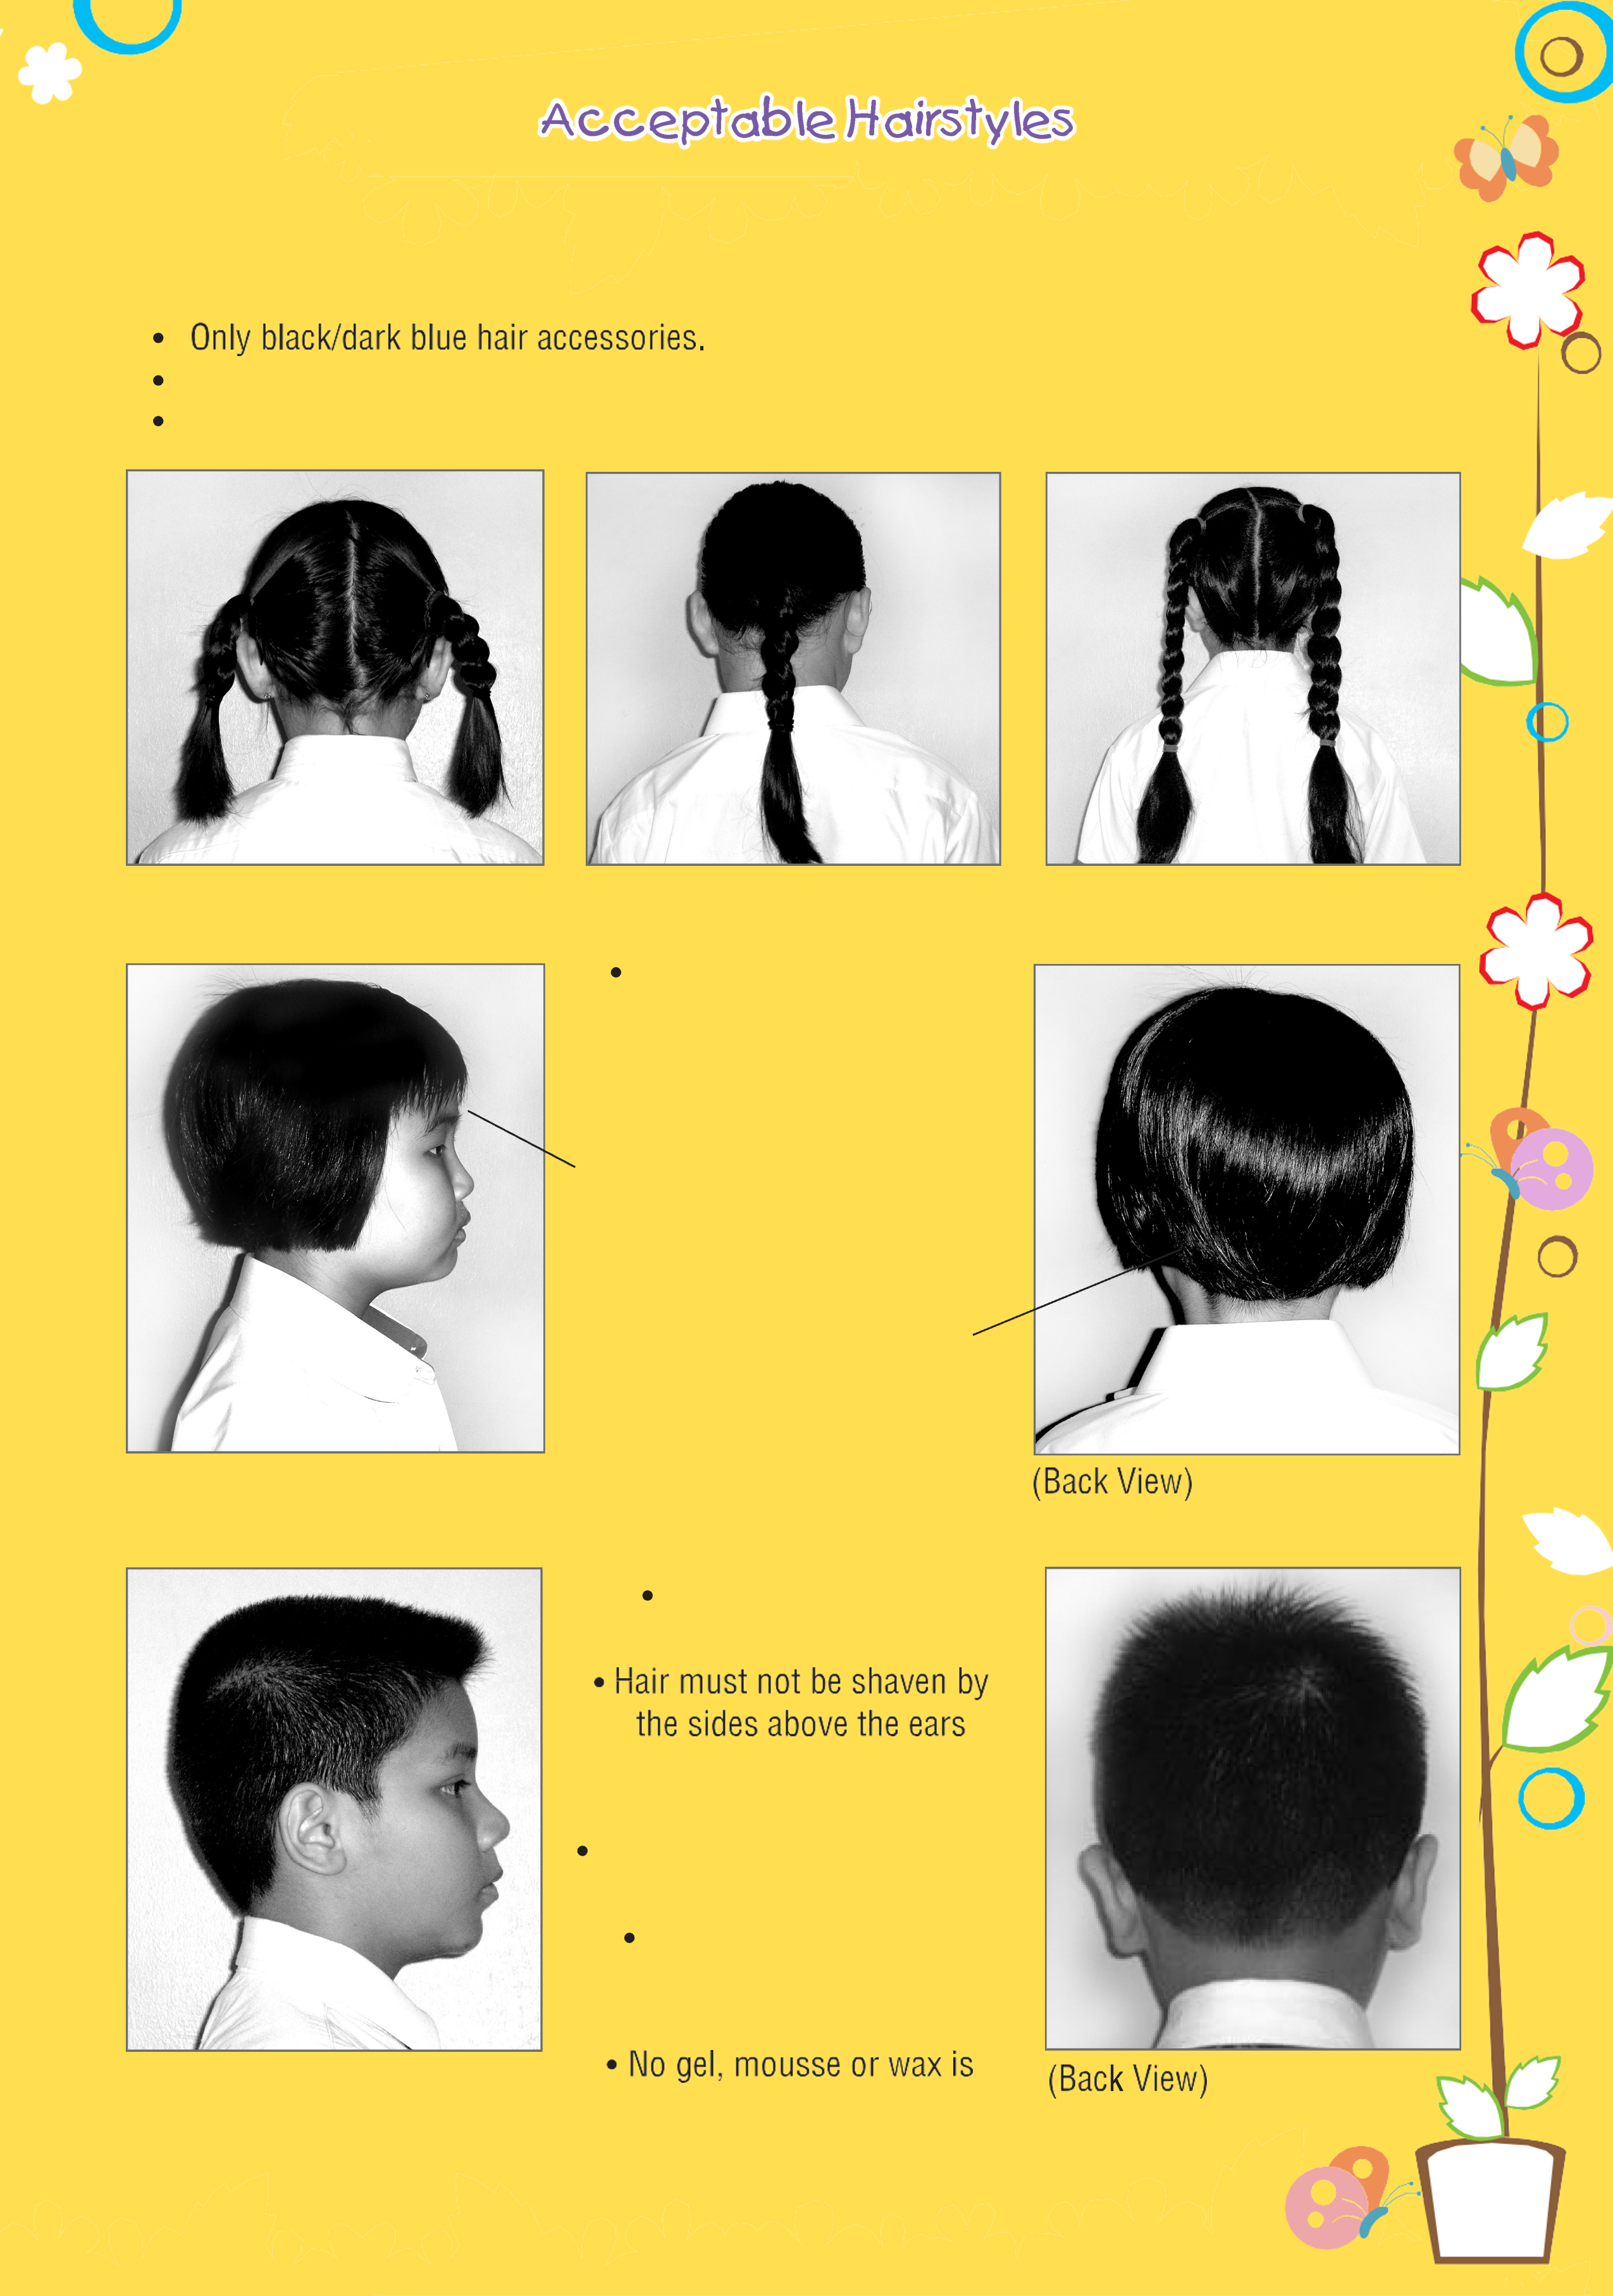 Acceptable Hairstyles
• Only black/dark blue hair accessories.
•
•
•
(Back View)
•
• Hair must not be shaven by
the sides above the ears
•
•
• No gel, mousse or wax is
(Back View)